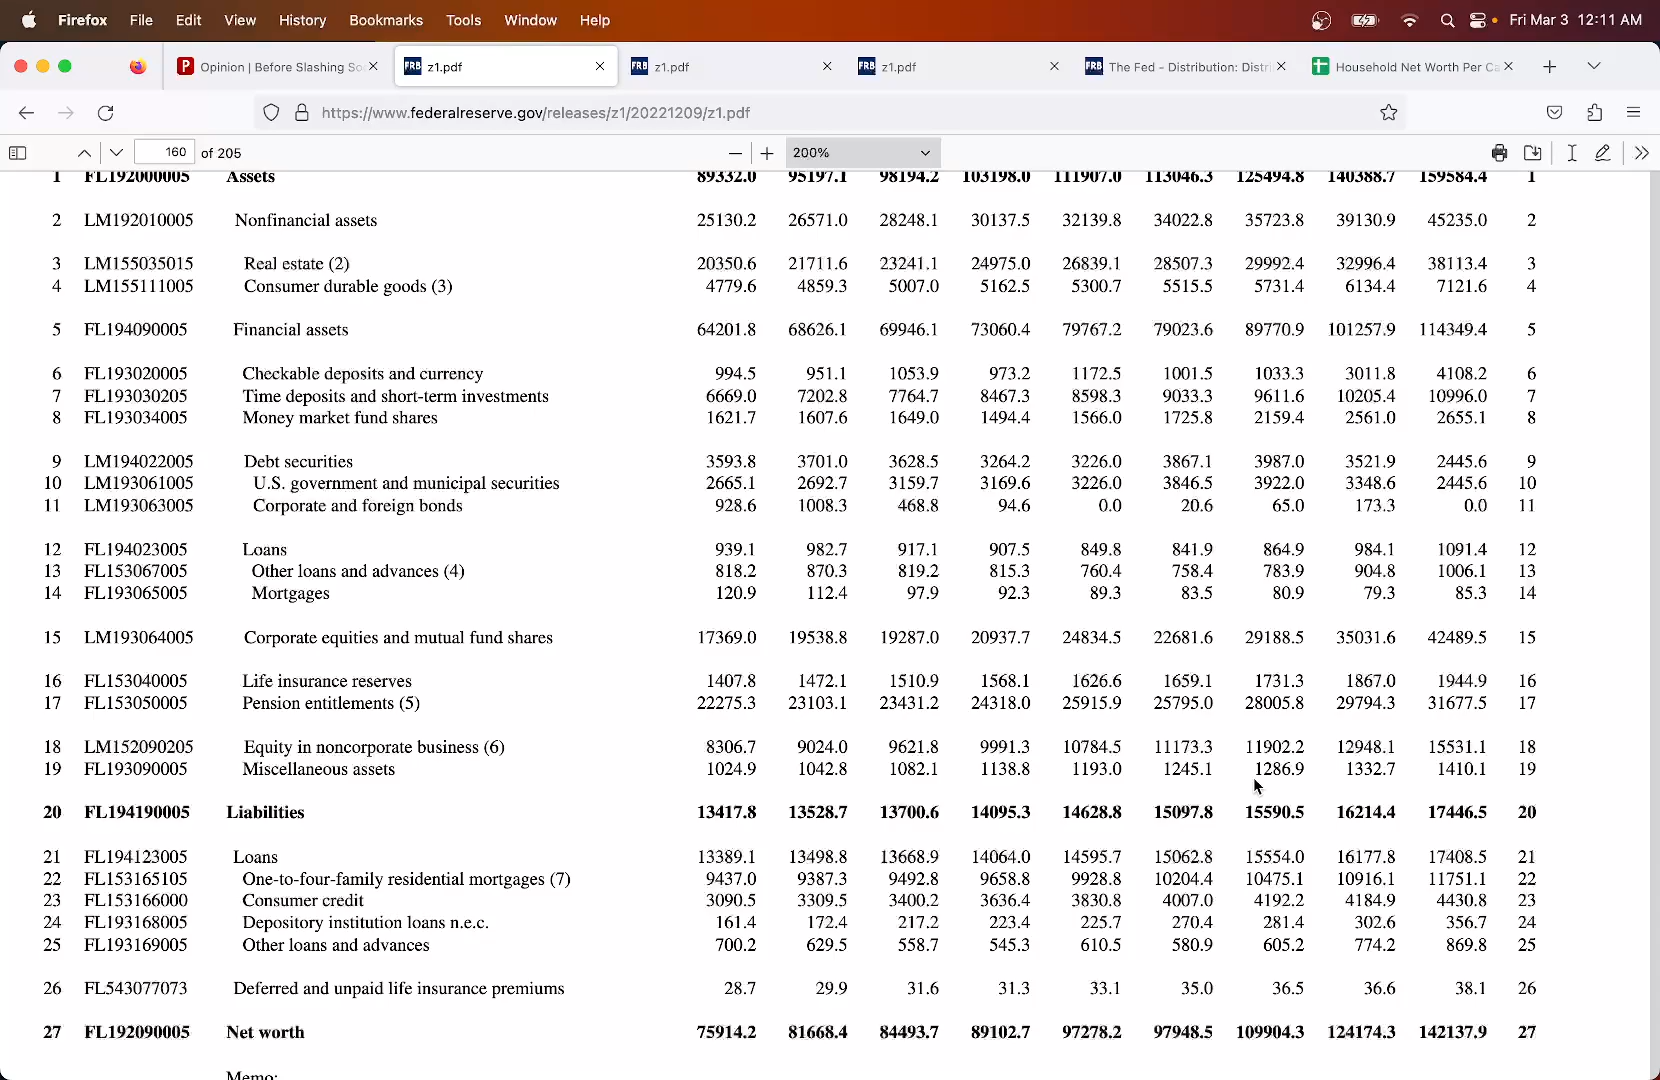 Firefox File Edit View History Bookmarks Tools Window Help Fri Mar 3 12:11 AM
Opinion | Before Slashing So z1.pdf z1.pdf z1.pdf The Fed - Distribution: Distri Household Net Worth Per Ca
https://www.federalreserve.gov/releases/z1/20221209/z1.pdf
160 of 205 200%
1 FL192000005 Assets 89332.0 95197.1 98194.2 103198.0 111907.0 113046.3 125494.8 140388.7 159584.4 1
2 LM192010005 Nonfinancial assets 25130.2 26571.0 28248.1 30137.5 32139.8 34022.8 35723.8 39130.9 45235.0 2
3 LM155035015 Real estate (2) 20350.6 21711.6 23241.1 24975.0 26839.1 28507.3 29992.4 32996.4 38113.4 3
4 LM155111005 Consumer durable goods (3) 4779.6 4859.3 5007.0 5162.5 5300.7 5515.5 5731.4 6134.4 7121.6 4
5 FL194090005 Financial assets 64201.8 68626.1 69946.1 73060.4 79767.2 79023.6 89770.9 101257.9 114349.4 5
6 FL193020005 Checkable deposits and currency 994.5 951.1 1053.9 973.2 1172.5 1001.5 1033.3 3011.8 4108.2 6
7 FL193030205 Time deposits and short-term investments 6669.0 7202.8 7764.7 8467.3 8598.3 9033.3 9611.6 10205.4 10996.0 7
8 FL193034005 Money market fund shares 1621.7 1607.6 1649.0 1494.4 1566.0 1725.8 2159.4 2561.0 2655.1 8
9 LM194022005 Debt securities 3593.8 3701.0 3628.5 3264.2 3226.0 3867.1 3987.0 3521.9 2445.6 9
10 LM193061005 U.S. government and municipal securities 2665.1 2692.7 3159.7 3169.6 3226.0 3846.5 3922.0 3348.6 2445.6 10
11 LM193063005 Corporate and foreign bonds 928.6 1008.3 468.8 94.6 0.0 20.6 65.0 173.3 0.0 11
12 FL194023005 Loans 939.1 982.7 917.1 907.5 849.8 841.9 864.9 984.1 1091.4 12
13 FL153067005 Other loans and advances (4) 818.2 870.3 819.2 815.3 760.4 758.4 783.9 904.8 1006.1 13
14 FL193065005 Mortgages 120.9 112.4 97.9 92.3 89.3 83.5 80.9 79.3 85.3 14
15 LM193064005 Corporate equities and mutual fund shares 17369.0 19538.8 19287.0 20937.7 24834.5 22681.6 29188.5 35031.6 42489.5 15
16 FL153040005 Life insurance reserves 1407.8 1472.1 1510.9 1568.1 1626.6 1659.1 1731.3 1867.0 1944.9 16
17 FL153050005 Pension entitlements (5) 22275.3 23103.1 23431.2 24318.0 25915.9 25795.0 28005.8 29794.3 31677.5 17
18 LM152090205 Equity in noncorporate business (6) 8306.7 9024.0 9621.8 9991.3 10784.5 11173.3 11902.2 12948.1 15531.1 18
19 FL193090005 Miscellaneous assets 1024.9 1042.8 1082.1 1138.8 1193.0 1245.1 1286.9 1332.7 1410.1 19
20 FL194190005 Liabilities 13417.8 13528.7 13700.6 14095.3 14628.8 15097.8 15590.5 16214.4 17446.5 20
21 FL194123005 Loans 13389.1 13498.8 13668.9 14064.0 14595.7 15062.8 15554.0 16177.8 17408.5 21
22 FL153165105 One-to-four-family residential mortgages (7) 9437.0 9387.3 9492.8 9658.8 9928.8 10204.4 10475.1 10916.1 11751.1 22
23 FL153166000 Consumer credit 3090.5 3309.5 3400.2 3636.4 3830.8 4007.0 4192.2 4184.9 4430.8 23
24 FL193168005 Depository institution loans n.e.c. 161.4 172.4 217.2 223.4 225.7 270.4 281.4 302.6 356.7 24
25 FL193169005 Other loans and advances 700.2 629.5 558.7 545.3 610.5 580.9 605.2 774.2 869.8 25
26 FL543077073 Deferred and unpaid life insurance premiums 28.7 29.9 31.6 31.3 33.1 35.0 36.5 36.6 38.1 26
27 FL192090005 Net worth 75914.2 81668.4 84493.7 89102.7 97278.2 97948.5 109904.3 124174.3 142137.9 27
Memo: